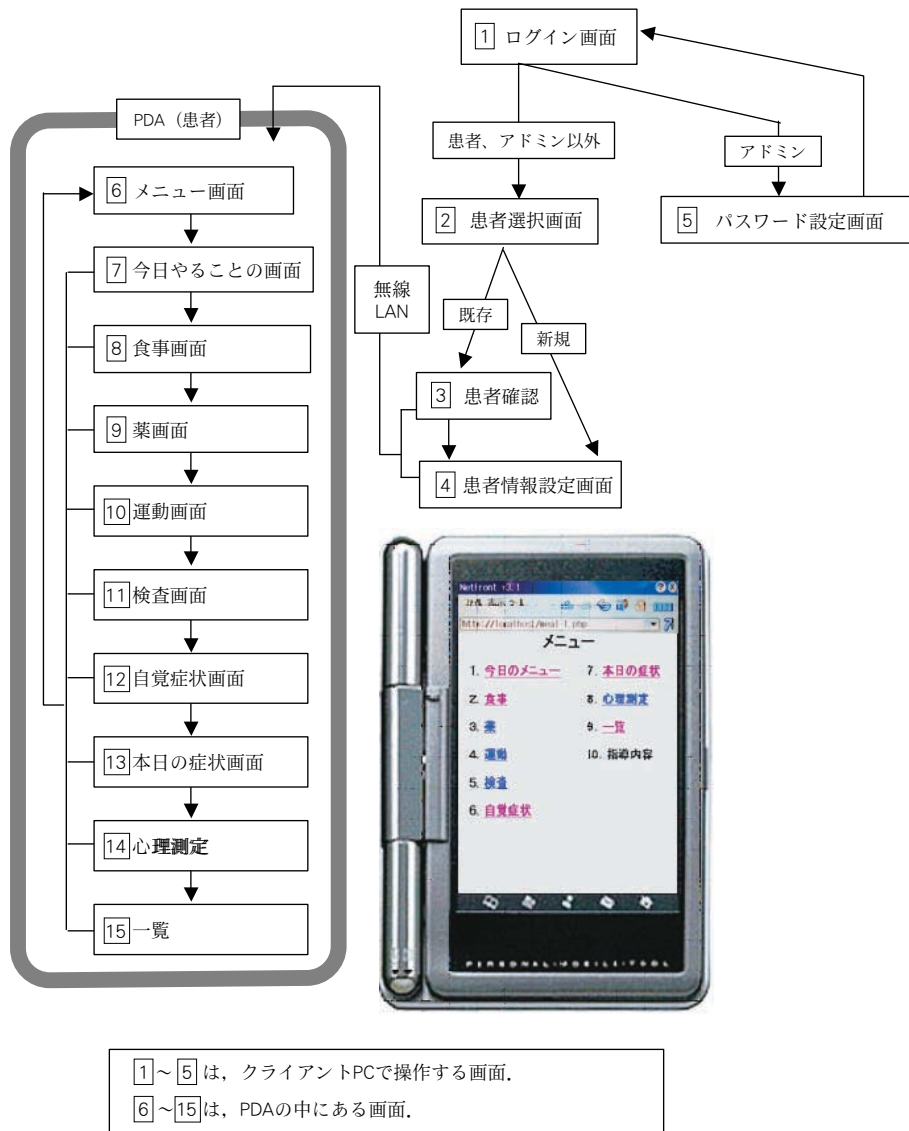 1 ログイン画面
PDA（患者）
患者、アドミン以外
アドミン
6 メニュー画面
2 患者選択画面
5 パスワード設定画面
7 今日やることの画面
無線
LAN
既存
新規
8 食事画面
3 患者確認
9 薬画面
4 患者情報設定画面
10 運動画面
11 検査画面
12 自覚症状画面
13 本日の症状画面
14 心理測定
15 一覧
NetFront v3.1
メニュー
1. 今日のメニュー
2. 食事
3. 薬
4. 運動
5. 検査
6. 自覚症状
7. 本日の症状
8. 心理測定
9. 一覧
10. 指導内容
PERSONAL MOBILE TOOL
1～5は，クライアントPCで操作する画面．
6～15は，PDAの中にある画面．